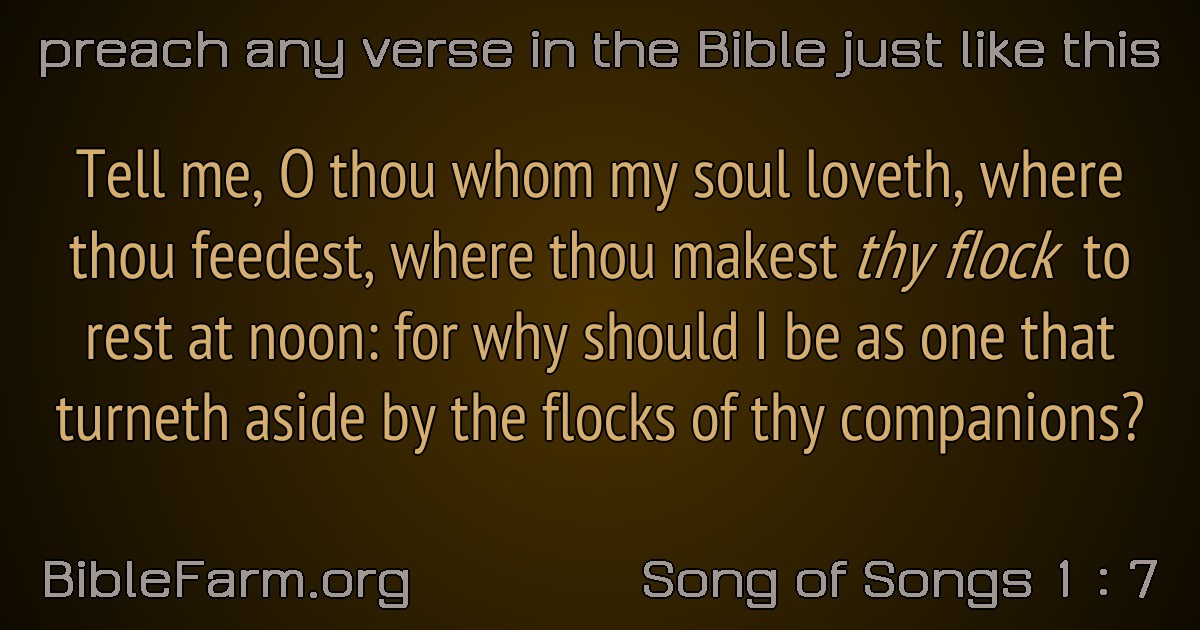 preach any verse in the Bible just like this
Tell me, O thou whom my soul loveth, where
thou feedest, where thou makest thy flock to
rest at noon: for why should I be as one that
turneth aside by the flocks of thy companions?
BibleFarm.org
Song of Songs 1 : 7